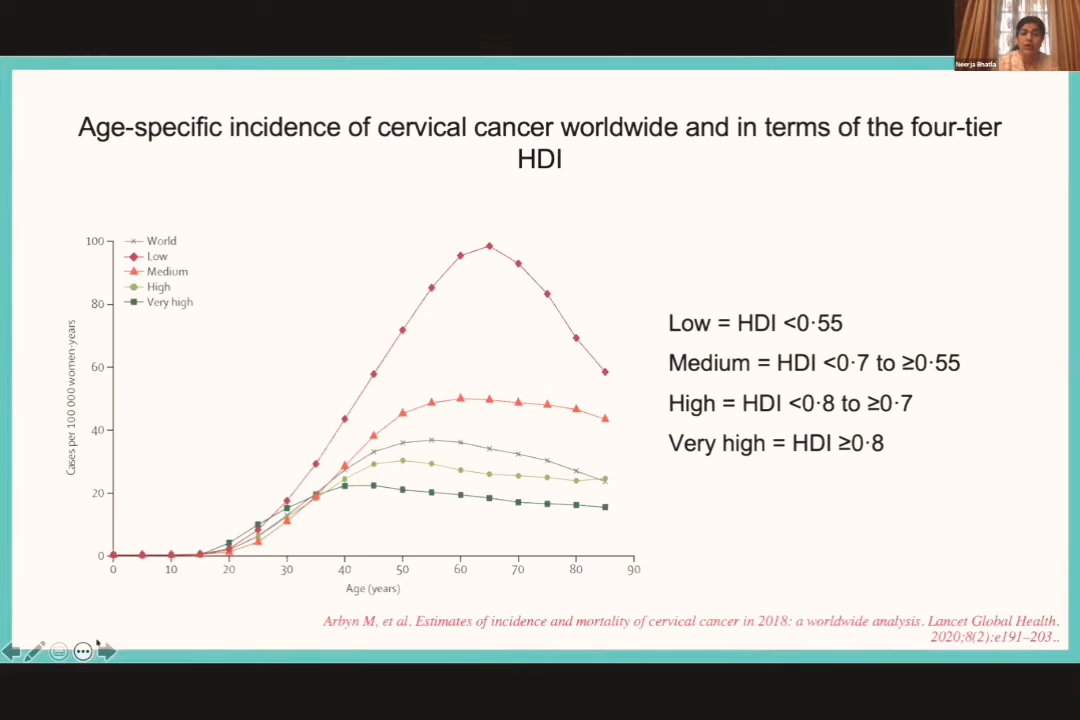 Neerja Bhatla
Age-specific incidence of cervical cancer worldwide and in terms of the four-tier
HDI
100
80
60
40
20
0
Cases per 100 000 women-years
World
Low
Medium
High
Very high
0 10 20 30 40 50 60 70 80 90
Age (years)
Low = HDI <0·55
Medium = HDI <0·7 to ≥0·55
High = HDI <0·8 to ≥0·7
Very high = HDI ≥0·8
Arbyn M, et al. Estimates of incidence and mortality of cervical cancer in 2018: a worldwide analysis. Lancet Global Health.
2020;8(2):e191–203..